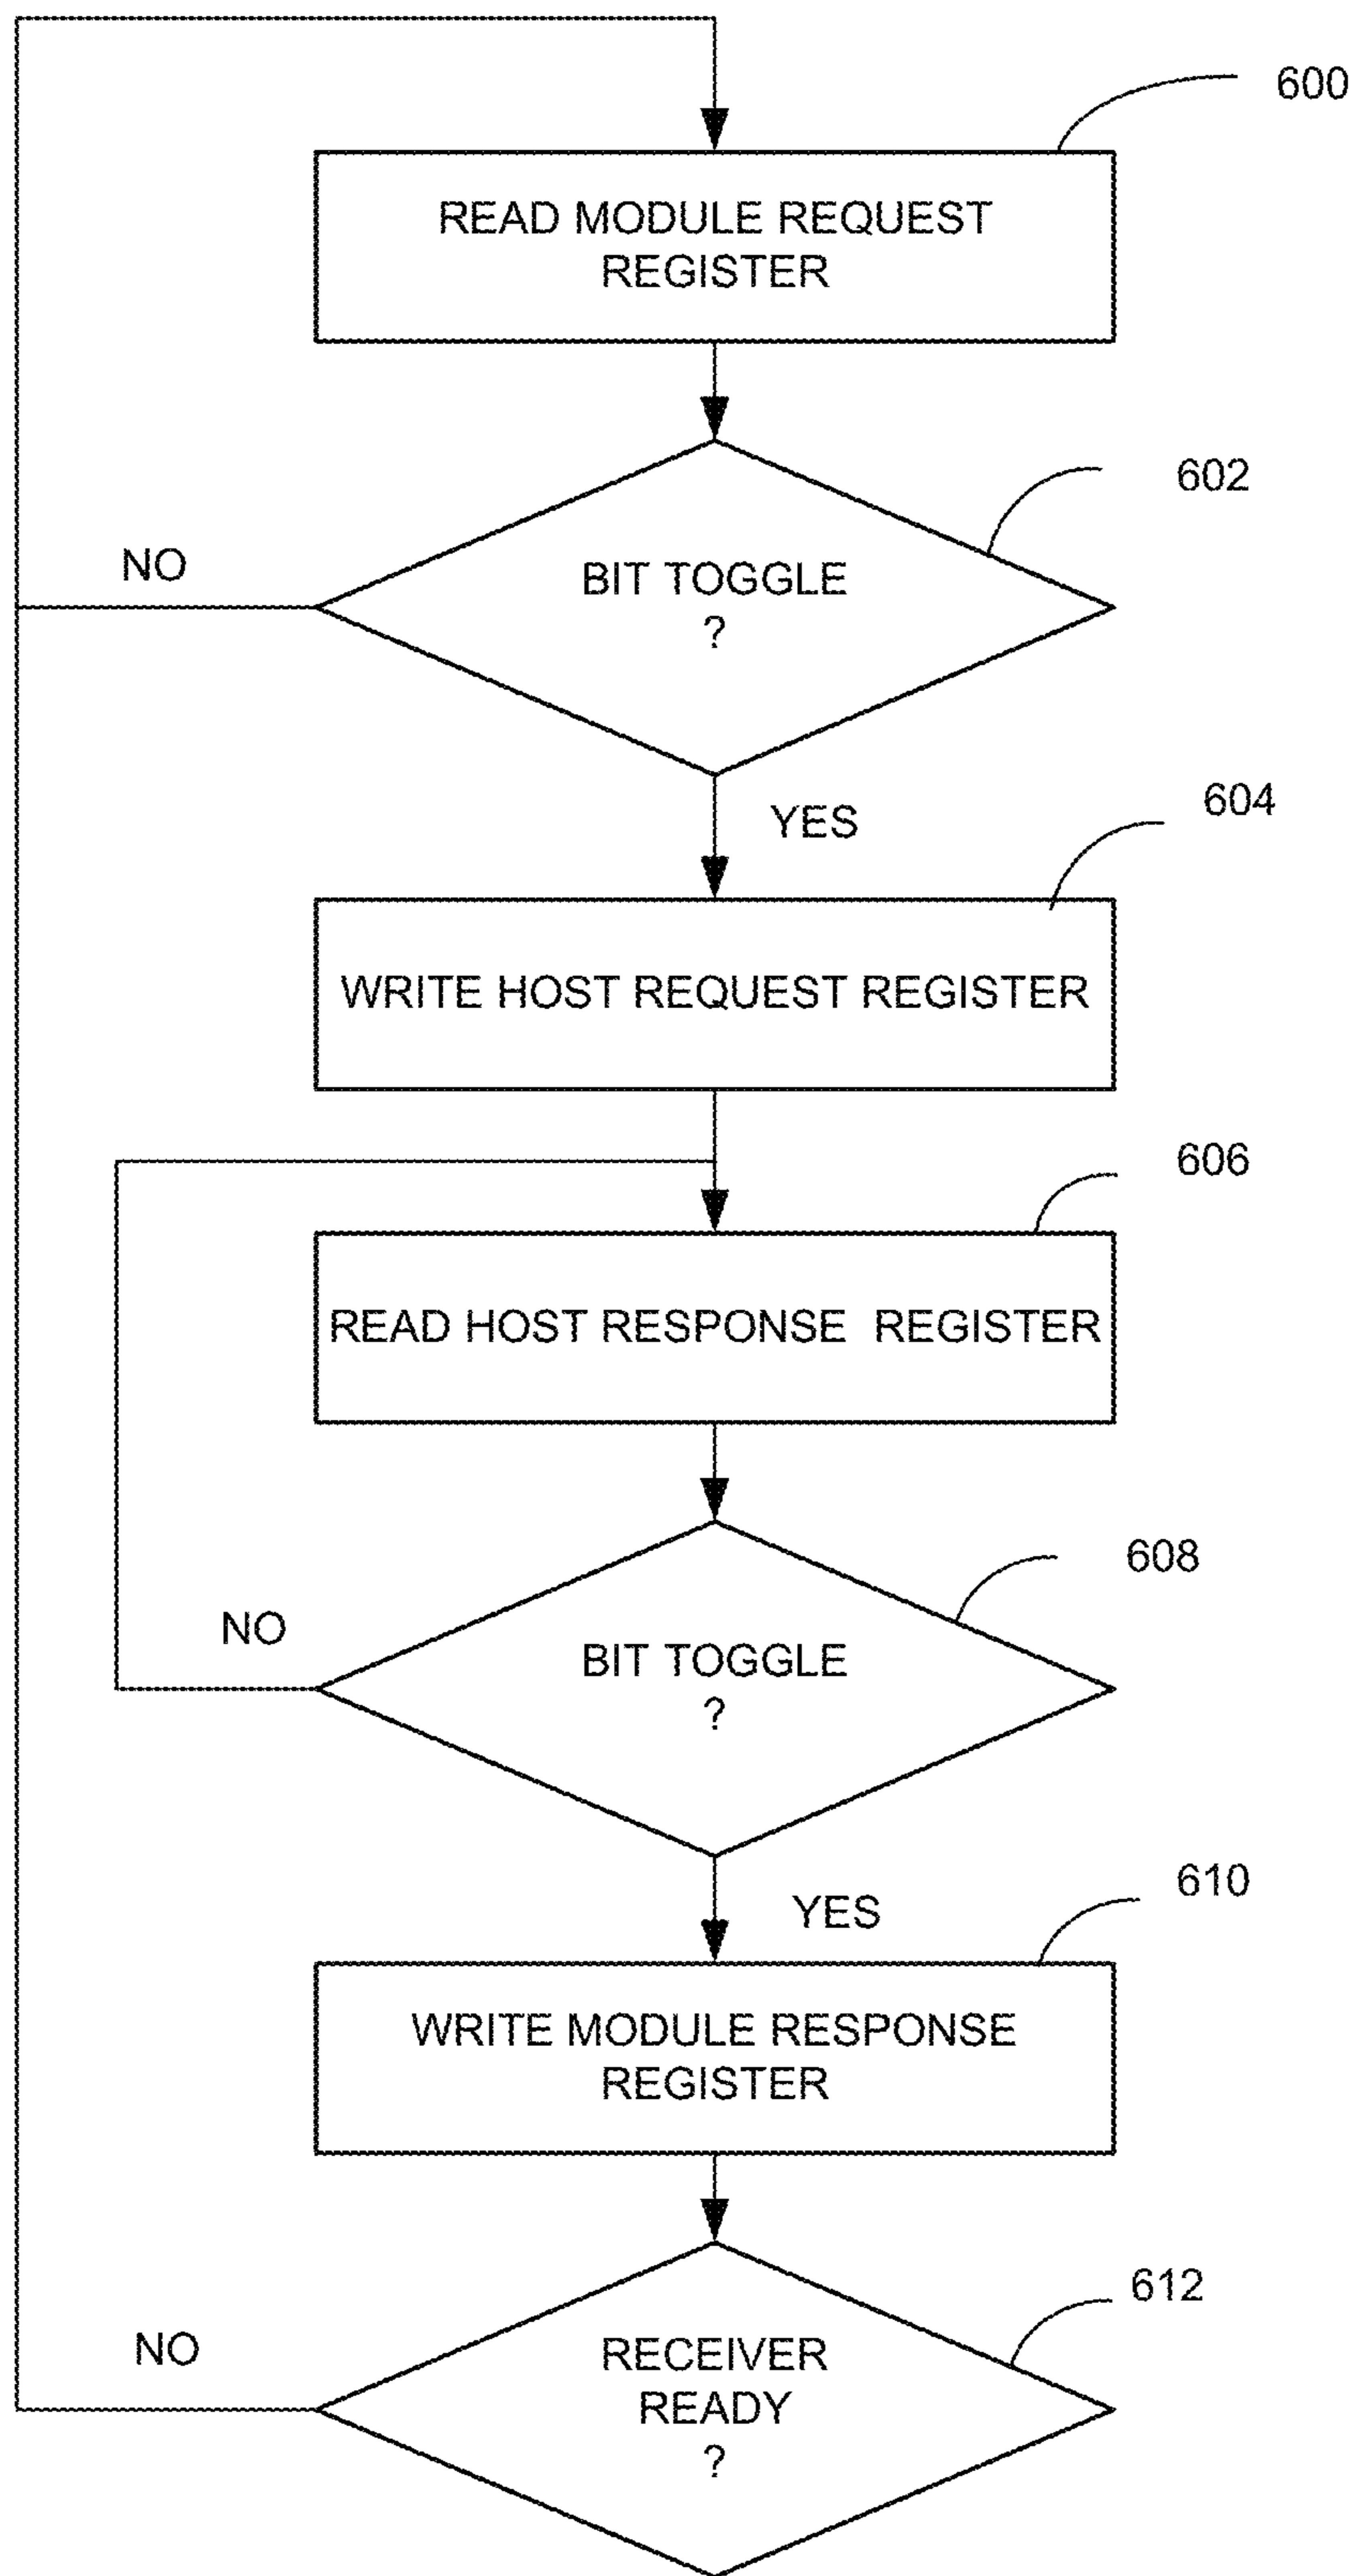 600
READ MODULE REQUEST
REGISTER
602
NO
BIT TOGGLE
?
YES
604
WRITE HOST REQUEST REGISTER
606
READ HOST RESPONSE REGISTER
608
NO
BIT TOGGLE
?
YES
610
WRITE MODULE RESPONSE
REGISTER
612
NO
RECEIVER
READY
?